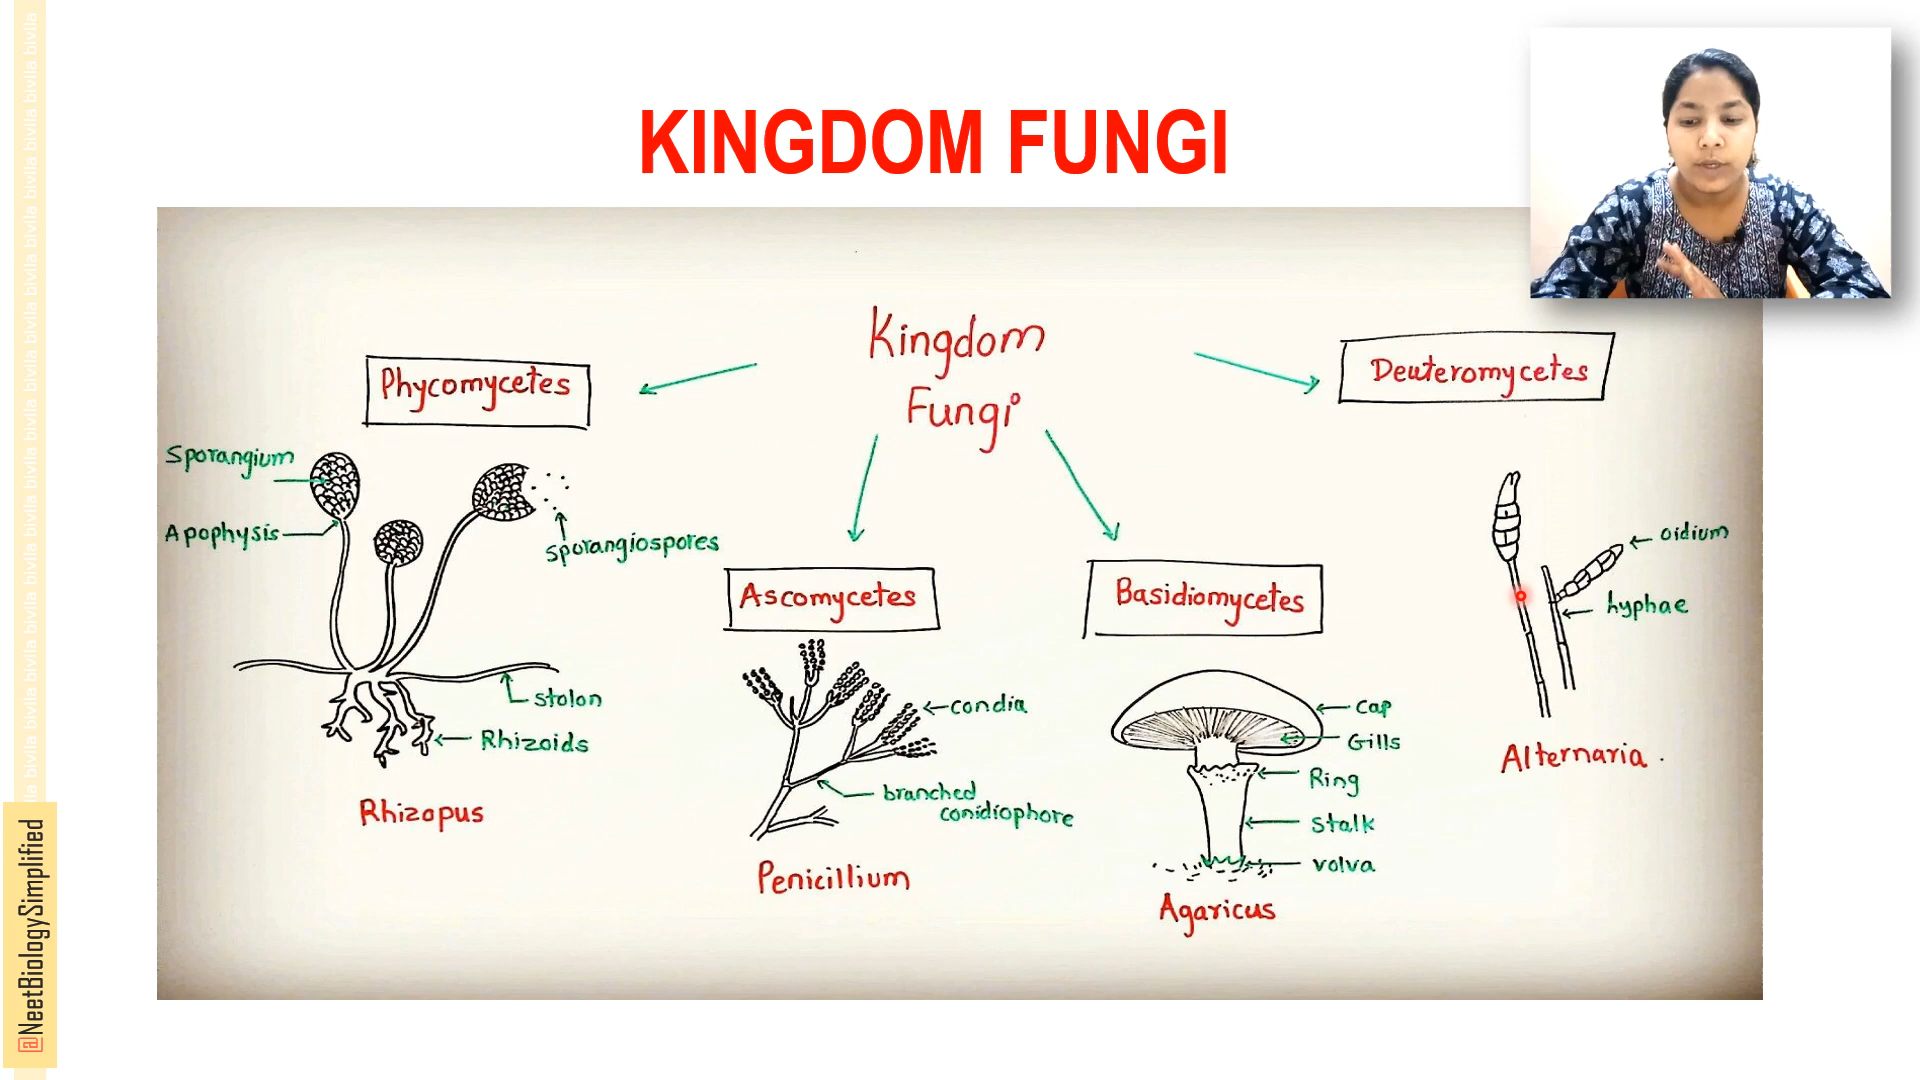 KINGDOM FUNGI
Kingdom
Fungi
Phycomycetes
Sporangium
Apophysis
sporangiospores
stolon
Rhizoids
Rhizopus
Ascomycetes
condia
branched
conidiophore
Penicillium
Basidiomycetes
Cap
Gills
Ring
Stalk
volva
Agaricus
Deuteromycetes
oidium
hyphae
Alternaria .
@NeetBiologySimplified